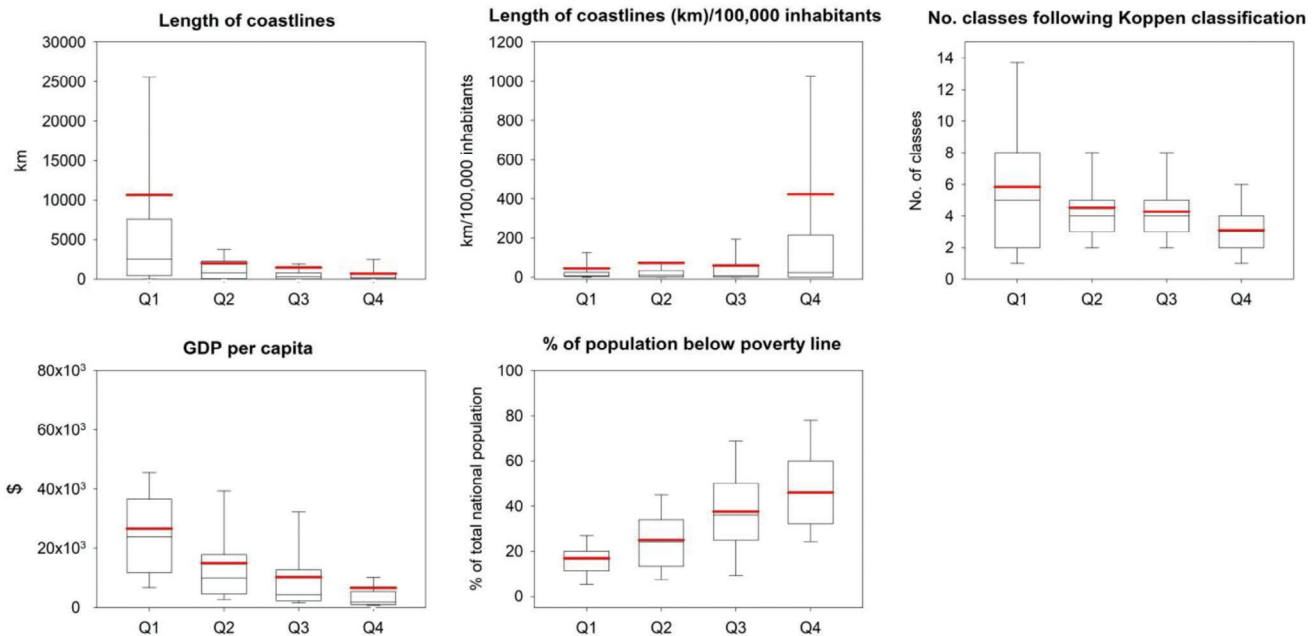 Length of coastlines
30000
25000
20000
15000
10000
5000
0
km
Q1 Q2 Q3 Q4
Length of coastlines (km)/100,000 inhabitants
1200
1000
800
600
400
200
0
km/100,000 inhabitants
Q1 Q2 Q3 Q4
No. classes following Koppen classification
14
12
10
8
6
4
2
0
No. of classes
Q1 Q2 Q3 Q4
GDP per capita
80x10³
60x10³
40x10³
20x10³
0
$
Q1 Q2 Q3 Q4
% of population below poverty line
100
80
60
40
20
0
% of total national population
Q1 Q2 Q3 Q4